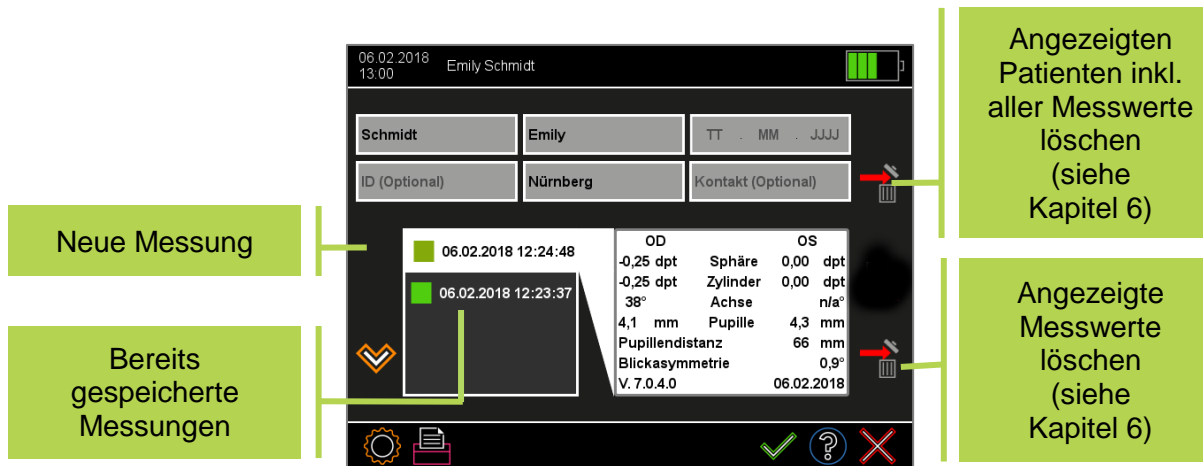 Angezeigten
Patienten inkl.
aller Messwerte
löschen
(siehe
Kapitel 6)
06.02.2018
13:00
Emily Schmidt
Schmidt
Emily
TT . MM . JJJJ
ID (Optional)
Nürnberg
Kontakt (Optional)
Neue Messung
06.02.2018 12:24:48
06.02.2018 12:23:37
OD OS
-0,25 dpt Sphäre 0,00 dpt
-0,25 dpt Zylinder 0,00 dpt
38° Achse n/a°
4,1 mm Pupille 4,3 mm
Pupillendistanz 66 mm
Blickasymmetrie 0,9°
V. 7.0.4.0 06.02.2018
Bereits
gespeicherte
Messungen
Angezeigte
Messwerte
löschen
(siehe
Kapitel 6)
?